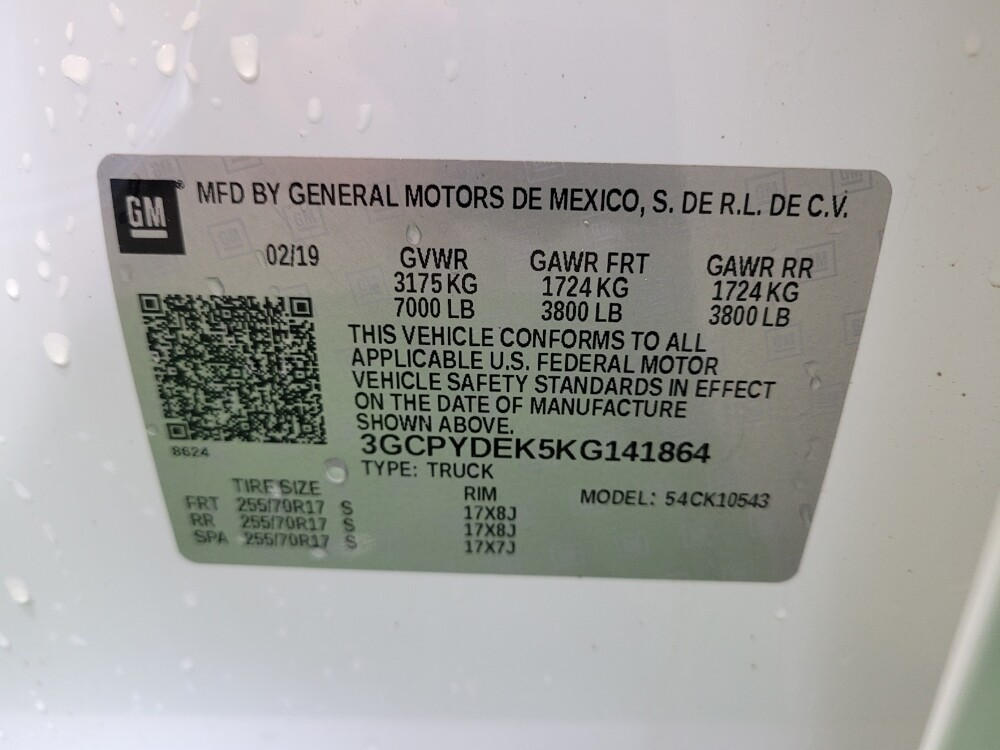 GM
MFD BY GENERAL MOTORS DE MEXICO, S. DE R.L. DE C.V.
02/19 GVWR GAWR FRT GAWR RR
3175 KG 1724 KG 1724 KG
7000 LB 3800 LB 3800 LB
THIS VEHICLE CONFORMS TO ALL
APPLICABLE U.S. FEDERAL MOTOR
VEHICLE SAFETY STANDARDS IN EFFECT
ON THE DATE OF MANUFACTURE
SHOWN ABOVE.
8624
3GCPYDEK5KG141864
TYPE: TRUCK
TIRE SIZE RIM MODEL: 54CK10543
FRT 255/70R17 S 17X8J
RR 255/70R17 S 17X8J
SPA 255/70R17 S 17X7J